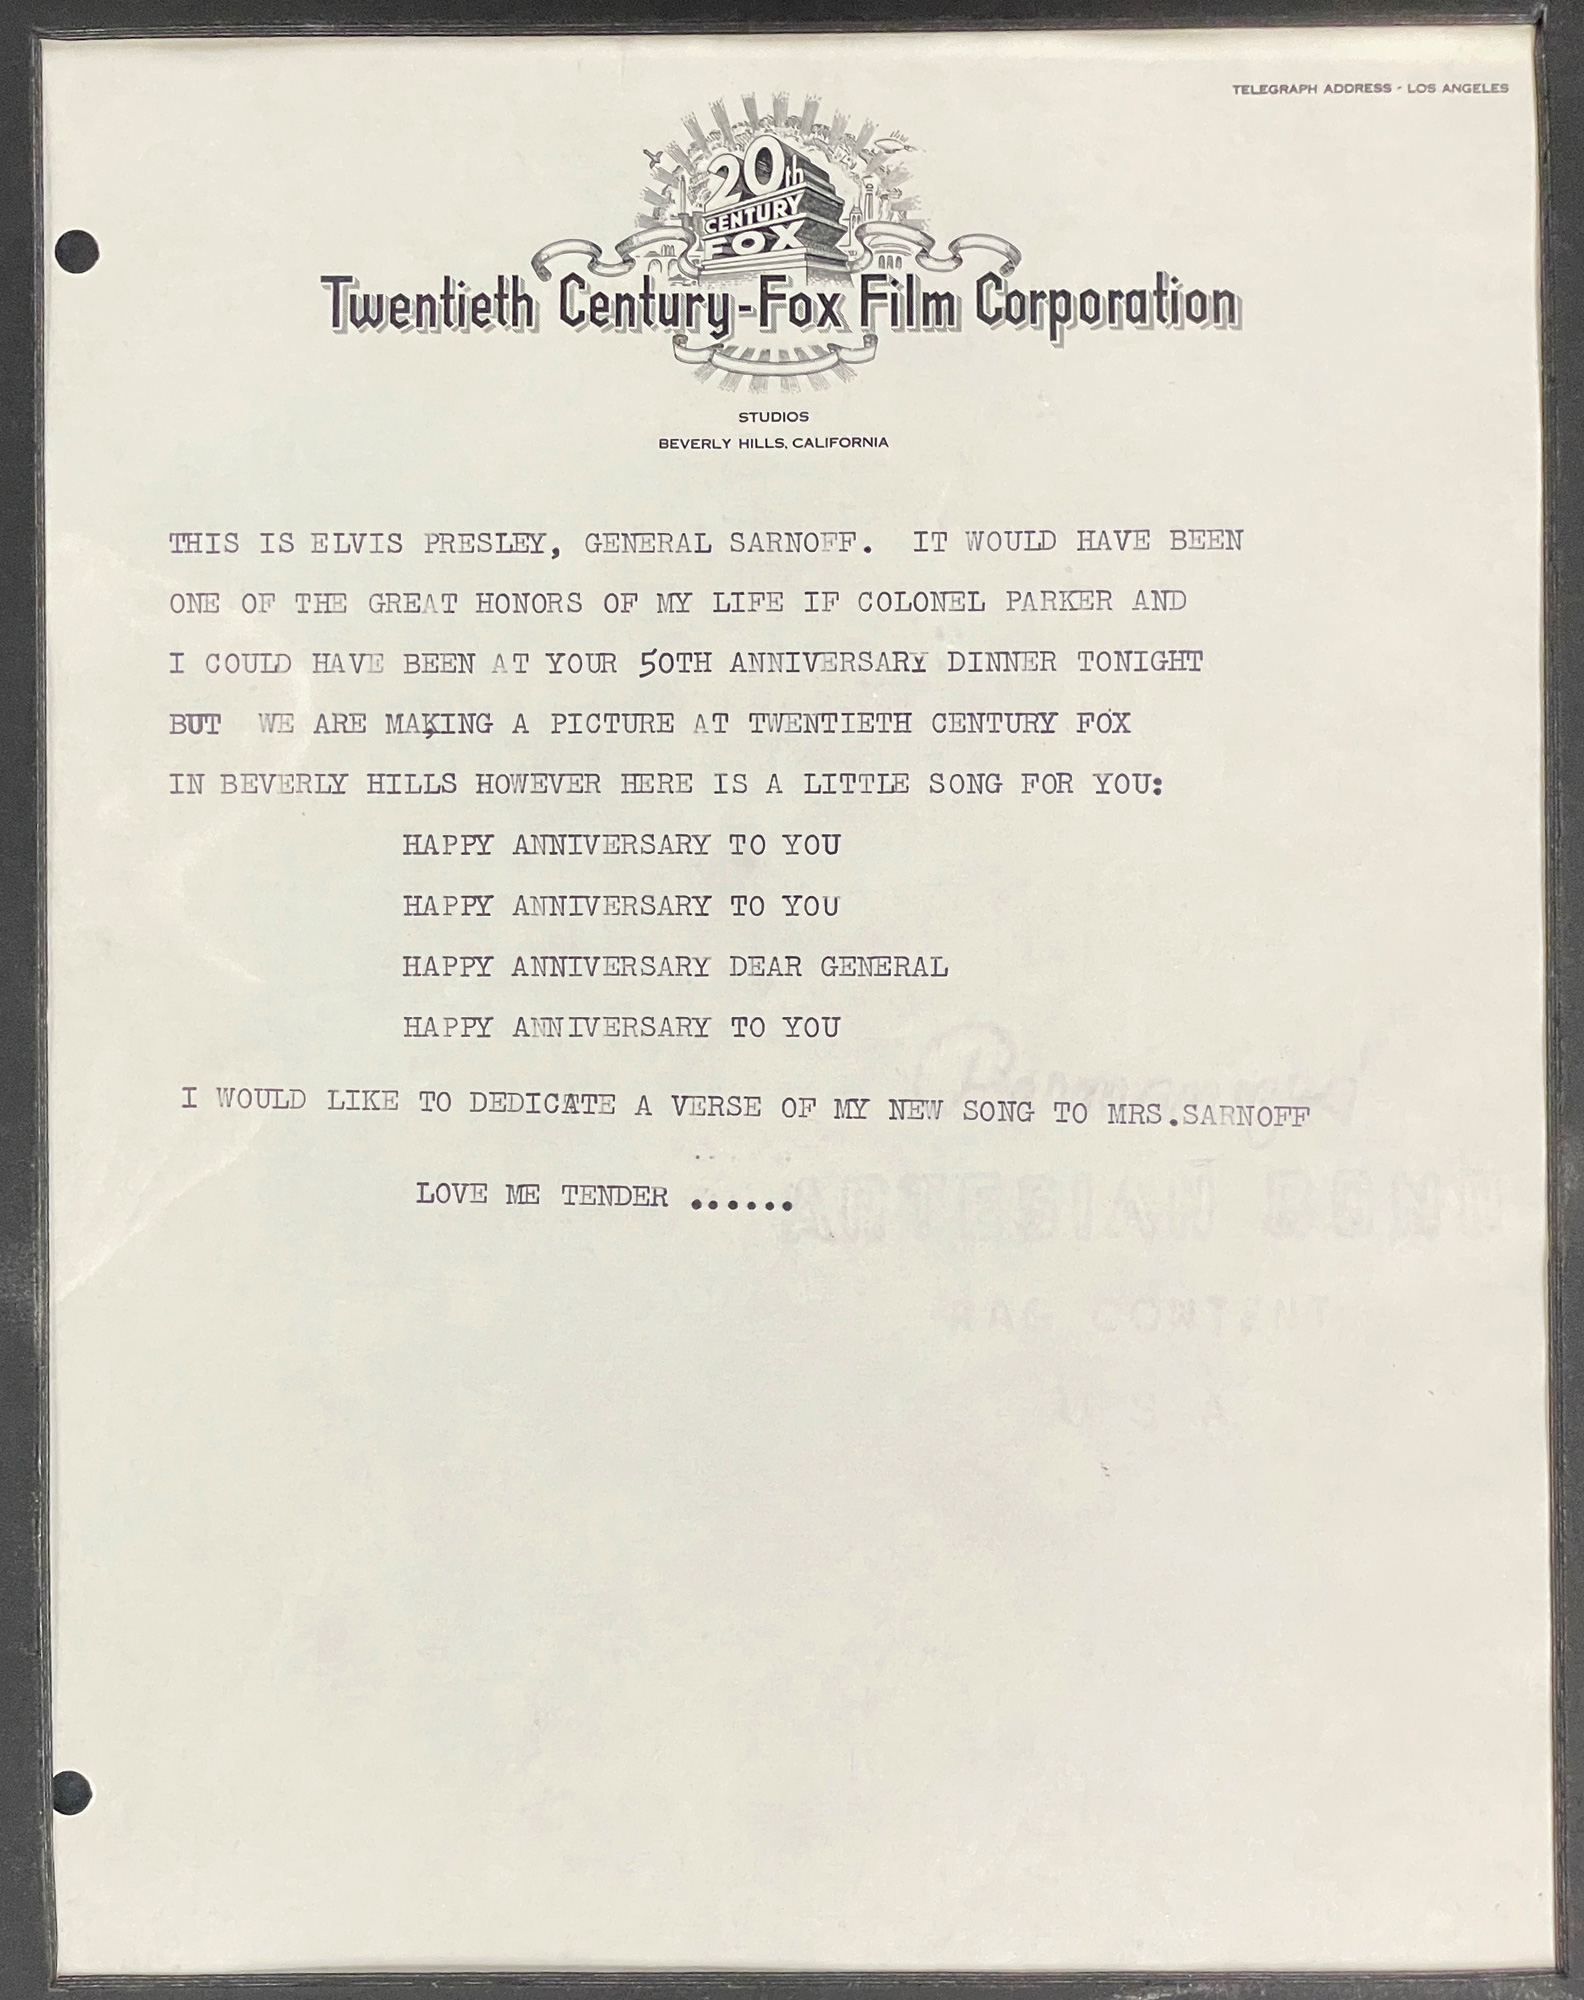 TELEGRAPH ADDRESS - LOS ANGELES
20th
CENTURY
FOX
Twentieth Century-Fox Film Corporation
STUDIOS
BEVERLY HILLS, CALIFORNIA
THIS IS ELVIS PRESLEY, GENERAL SARNOFF. IT WOULD HAVE BEEN
ONE OF THE GREAT HONORS OF MY LIFE IF COLONEL PARKER AND
I COULD HAVE BEEN AT YOUR 50TH ANNIVERSARY DINNER TONIGHT
BUT WE ARE MAKING A PICTURE AT TWENTIETH CENTURY FOX
IN BEVERLY HILLS HOWEVER HERE IS A LITTLE SONG FOR YOU:
HAPPY ANNIVERSARY TO YOU
HAPPY ANNIVERSARY TO YOU
HAPPY ANNIVERSARY DEAR GENERAL
HAPPY ANNIVERSARY TO YOU
I WOULD LIKE TO DEDICATE A VERSE OF MY NEW SONG TO MRS.SARNOFF
LOVE ME TENDER ......